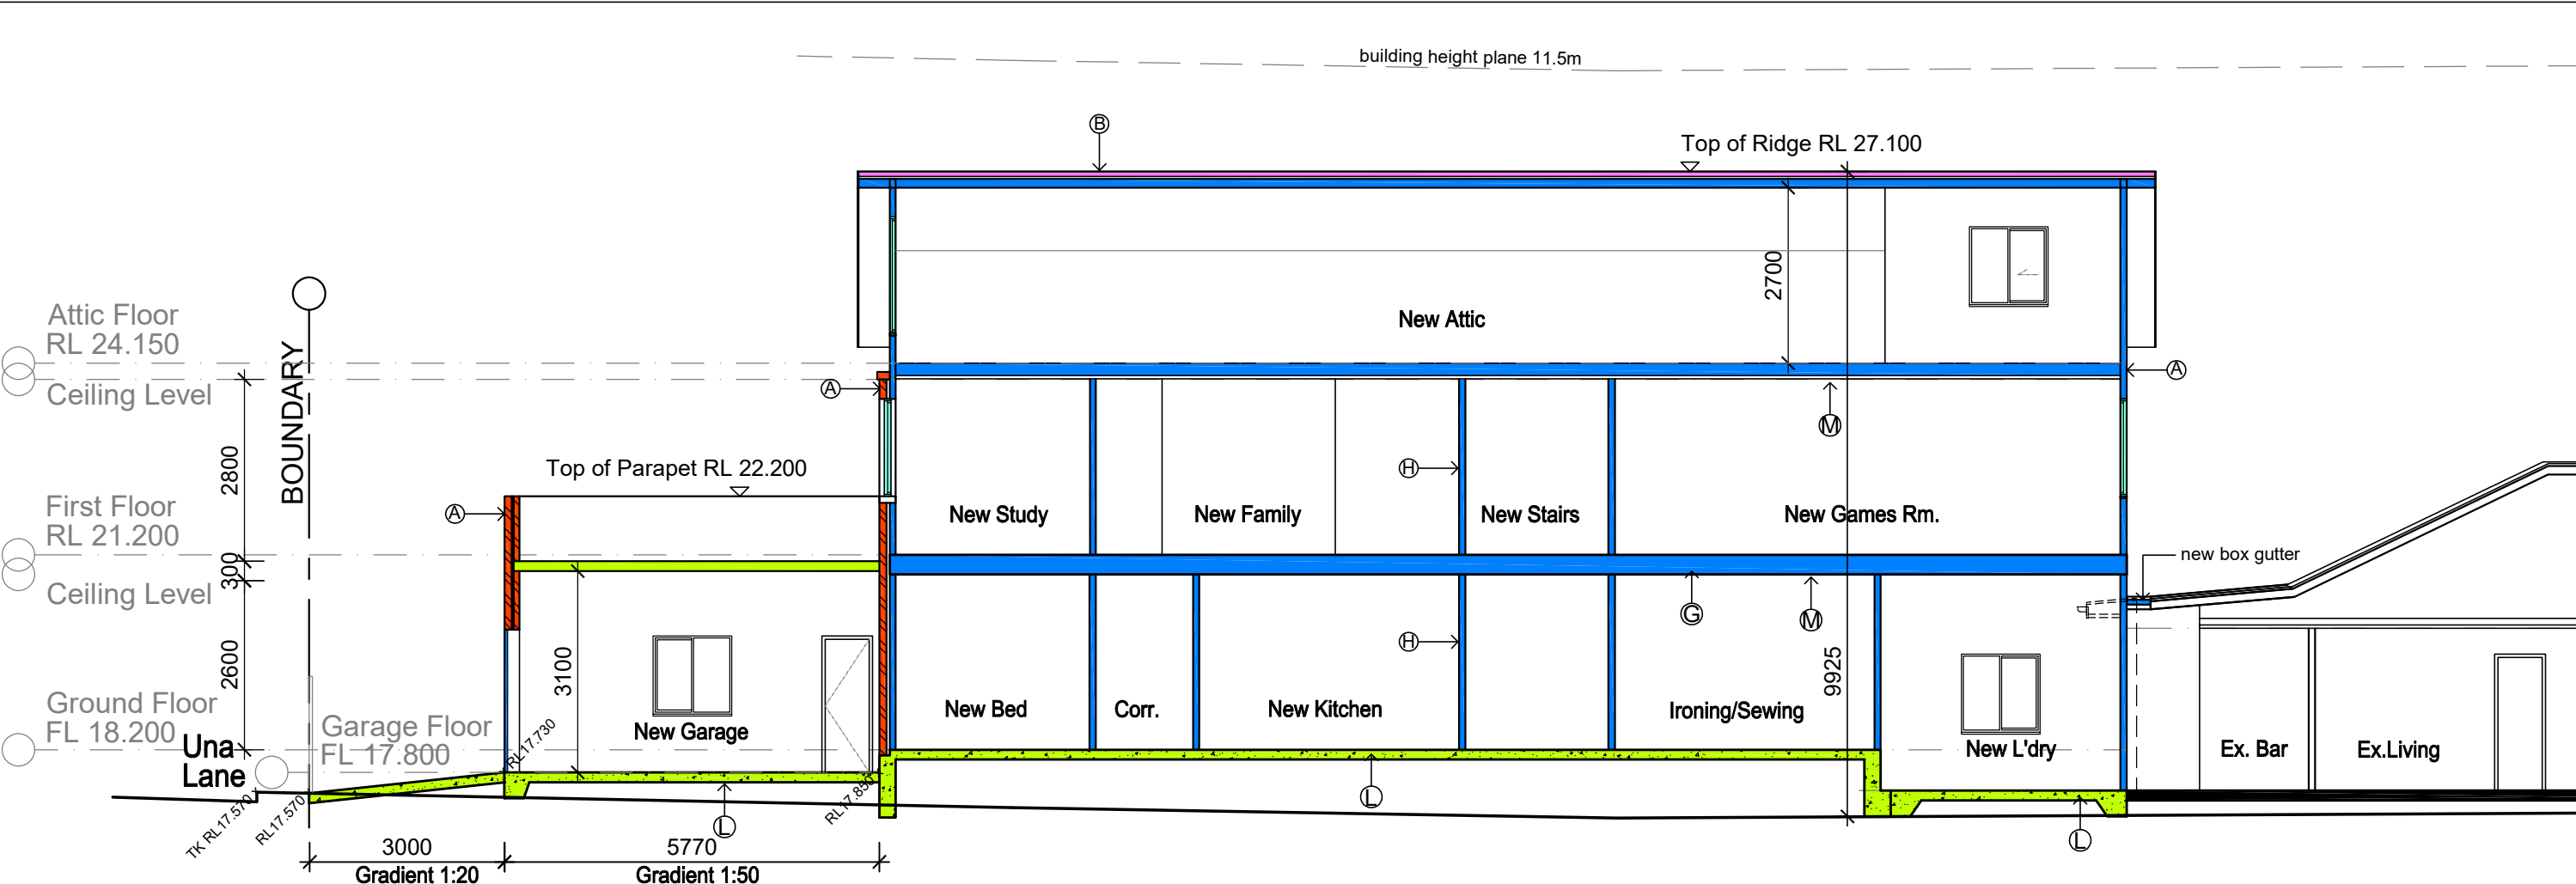 building height plane 11.5m
B
Top of Ridge RL 27.100
Attic Floor
RL 24.150
Ceiling Level
BOUNDARY
2700
New Attic
A
A
M
2800
Top of Parapet RL 22.200
First Floor
RL 21.200
A
H
New Study
New Family
New Stairs
New Games Rm.
new box gutter
300
Ceiling Level
G
M
H
2600
3100
9925
Ground Floor
FL 18.200
Garage Floor
FL 17.800
RL17.730
New Garage
New Bed
Corr.
New Kitchen
Ironing/Sewing
New L'dry
Ex. Bar
Ex.Living
Una
Lane
TK RL17.570
RL17.570
RL17.850
L
L
L
3000
5770
Gradient 1:20
Gradient 1:50